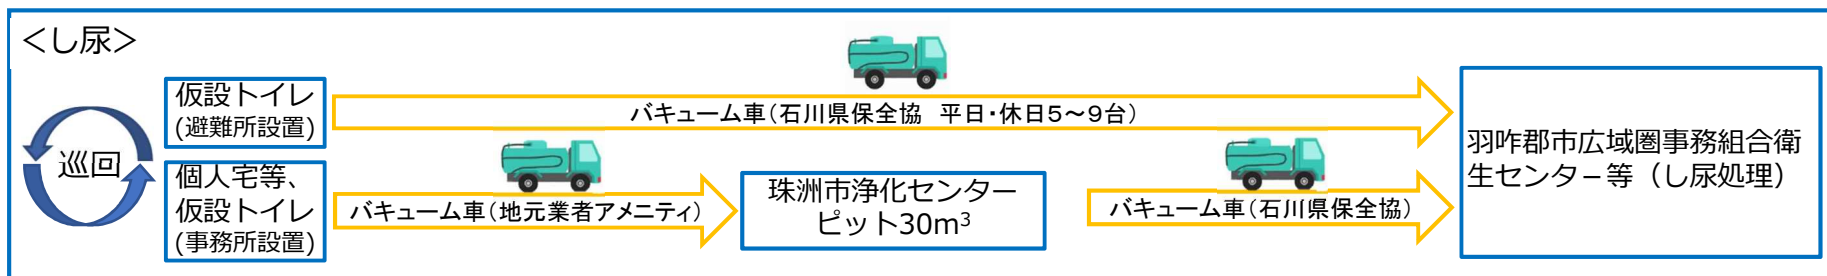 ＜し尿＞
巡回
仮設トイレ
(避難所設置)
バキューム車（石川県保全協　平日・休日５～９台）
個人宅等、
仮設トイレ
(事務所設置)
バキューム車（地元業者アメニティ）
珠洲市浄化センター
ピット30m³
バキューム車（石川県保全協）
羽咋郡市広域圏事務組合衛
生センタ－等（し尿処理）